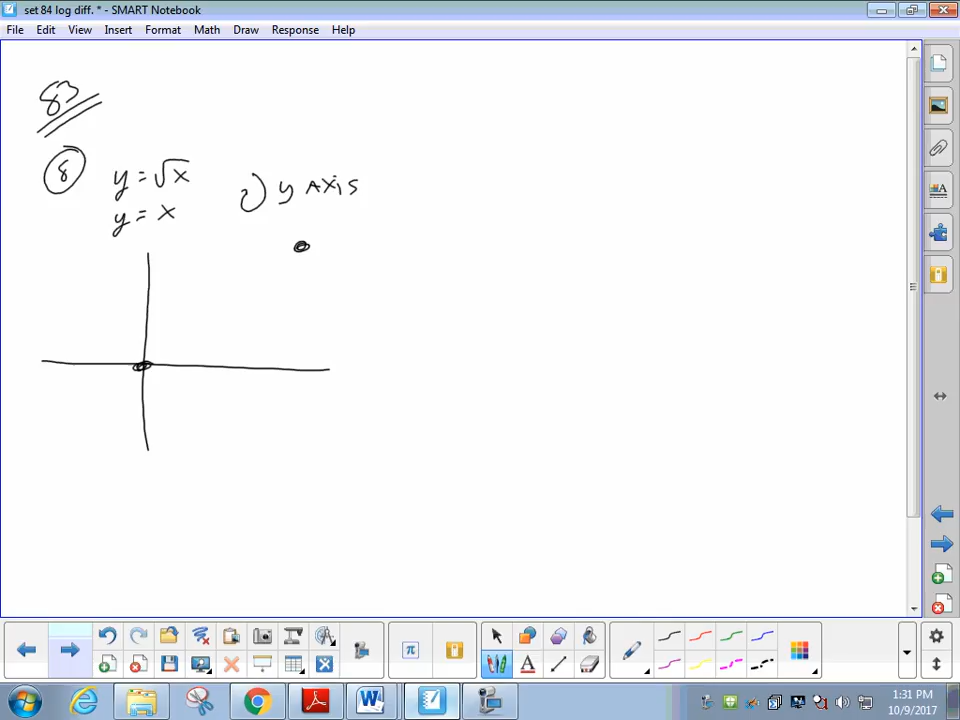 set 84 log diff. * - SMART Notebook
File Edit View Insert Format Math Draw Response Help
83
8 y = √x
y = x
2) y AXIS
1:31 PM
10/9/2017